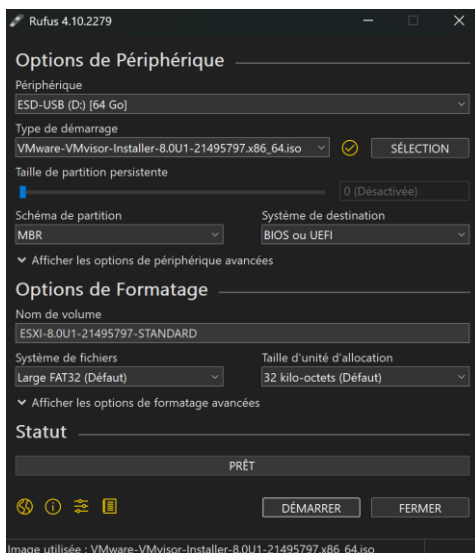 Rufus 4.10.2279
Options de Périphérique
Périphérique
ESD-USB (D:) [64 Go]
Type de démarrage
VMware-VMvisor-Installer-8.0U1-21495797.x86_64.iso
SÉLECTION
Taille de partition persistente
0 (Désactivée)
Schéma de partition
Système de destination
MBR
BIOS ou UEFI
Afficher les options de périphérique avancées
Options de Formatage
Nom de volume
ESXI-8.0U1-21495797-STANDARD
Système de fichiers
Taille d'unité d'allocation
Large FAT32 (Défaut)
32 kilo-octets (Défaut)
Afficher les options de formatage avancées
Statut
PRÊT
DÉMARRER
FERMER
Image utilisée : VMware-VMvisor-Installer-8.0U1-21495797.x86_64.iso